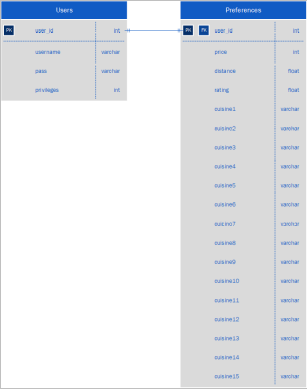 Users
PK user_id int
username varchar
pass varchar
privileges int
Preferences
PK FK user_id int
price int
distance float
rating float
cuisine1 varchar
cuisine2 varchar
cuisine3 varchar
cuisine4 varchar
cuisine5 varchar
cuisine6 varchar
cuisine7 varchar
cuisine8 varchar
cuisine9 varchar
cuisine10 varchar
cuisine11 varchar
cuisine12 varchar
cuisine13 varchar
cuisine14 varchar
cuisine15 varchar